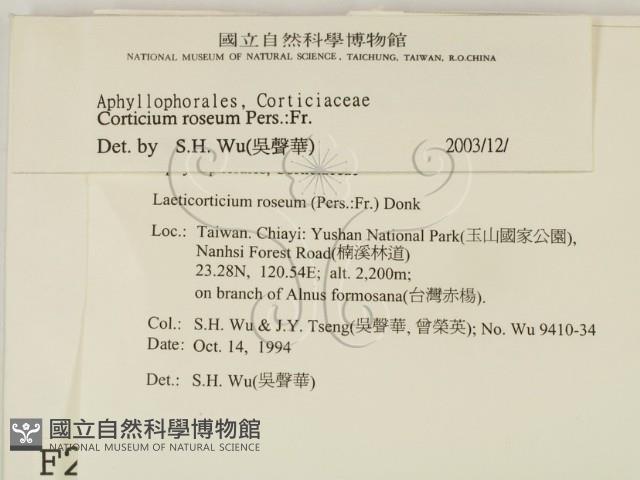 國立自然科學博物館
NATIONAL MUSEUM OF NATURAL SCIENCE, TAICHUNG, TAIWAN, R.O.CHINA
Aphyllophorales, Corticiaceae
Corticium roseum Pers.:Fr.
Det. by S.H. Wu(吳聲華) 2003/12/
Laeticorticium roseum (Pers.:Fr.) Donk
Loc.: Taiwan. Chiayi: Yushan National Park(玉山國家公園),
Nanhsi Forest Road(楠溪林道)
23.28N, 120.54E; alt. 2,200m;
on branch of Alnus formosana(台灣赤楊).
Col.: S.H. Wu & J.Y. Tseng(吳聲華, 曾榮英); No. Wu 9410-34
Date: Oct. 14, 1994
Det.: S.H. Wu(吳聲華)
國立自然科學博物館
NATIONAL MUSEUM OF NATURAL SCIENCE